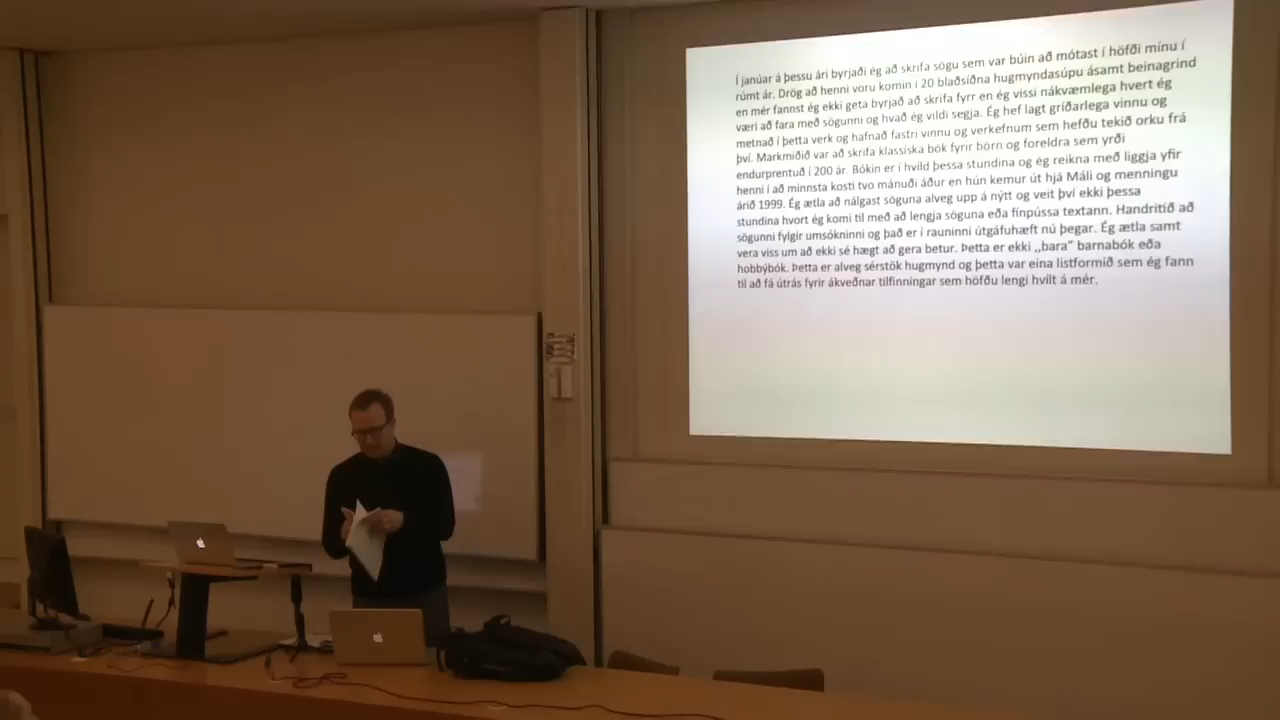 Í janúar á þessu ári byrjaði ég að skrifa sögu sem var búin að mótast í höfði mínu í
rúmt ár. Drög að henni voru komin í 20 blaðsíðna hugmyndasúpu ásamt beinagrind
en mér fannst ég ekki geta byrjað að skrifa fyrr en ég vissi nákvæmlega hvert ég
væri að fara með sögunni og hvað ég vildi segja. Ég hef lagt gríðarlega vinnu og
metnað í þetta verk og hafnað fastri vinnu og verkefnum sem hefðu tekið orku frá
því. Markmiðið var að skrifa klassíska bók fyrir börn og foreldra sem yrði
endurprentuð í 200 ár. Bókin er í hvíld þessa stundina og ég reikna með liggja yfir
henni í að minnsta kosti tvo mánuði áður en hún kemur út hjá Máli og menningu
árið 1999. Ég ætla að nálgast söguna alveg upp á nýtt og veit því ekki þessa
stundina hvort ég komi til með að lengja söguna eða fínpússa textann. Handritið að
sögunni fylgir umsókninni og það er í rauninni útgáfuhæft nú þegar. Ég ætla samt
vera viss um að ekki sé hægt að gera betur. Þetta er ekki „bara“ barnabók eða
hobbýbók. Þetta er alveg sérstök hugmynd og þetta var eina listformið sem ég fann
til að fá útrás fyrir ákveðnar tilfinningar sem höfðu lengi hvílt á mér.